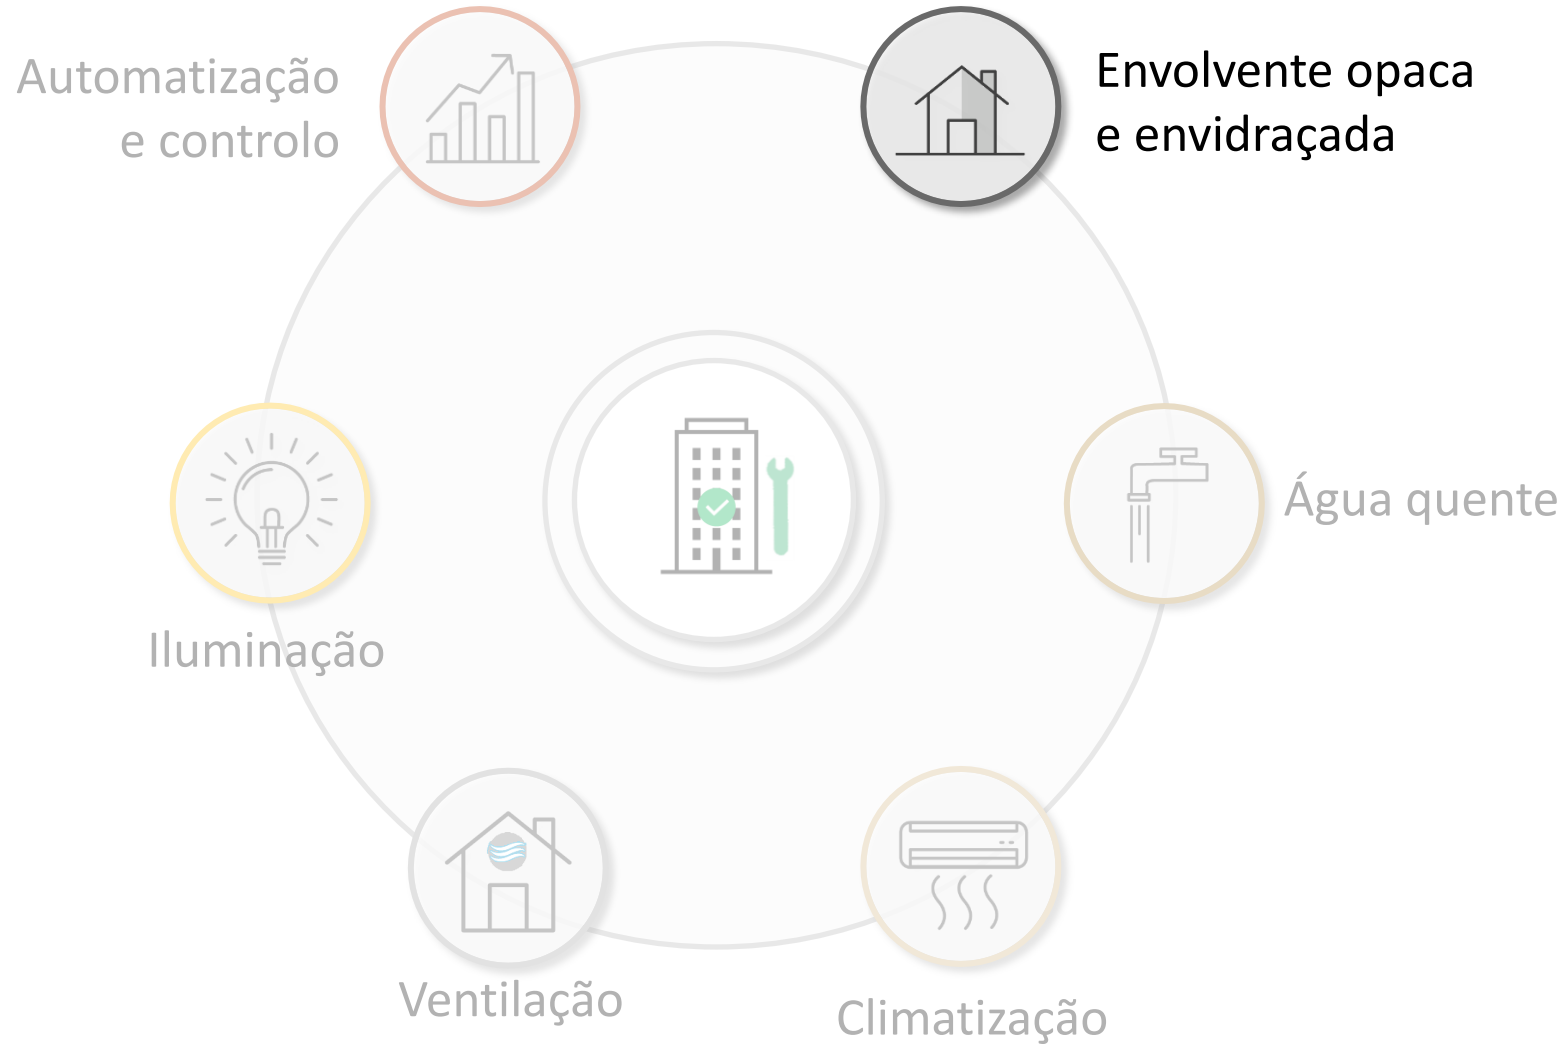 Automatização
e controlo
Envolvente opaca
e envidraçada
Água quente
Iluminação
Ventilação
Climatização